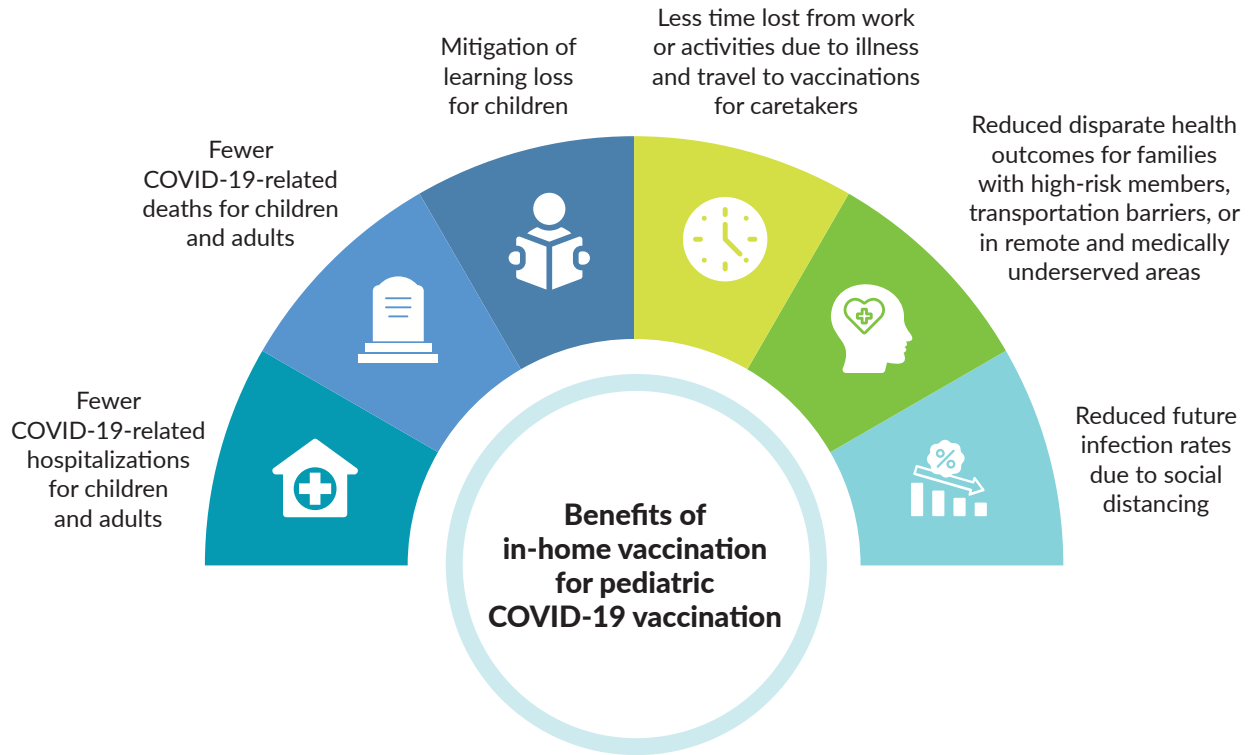 Less time lost from work
or activities due to illness
and travel to vaccinations
for caretakers
Mitigation of
learning loss
for children
Reduced disparate health
outcomes for families
with high-risk members,
transportation barriers, or
in remote and medically
underserved areas
Fewer
COVID-19-related
deaths for children
and adults
Fewer
COVID-19-related
hospitalizations
for children
and adults
Reduced future
infection rates
due to social
distancing
%
Benefits of
in-home vaccination
for pediatric
COVID-19 vaccination